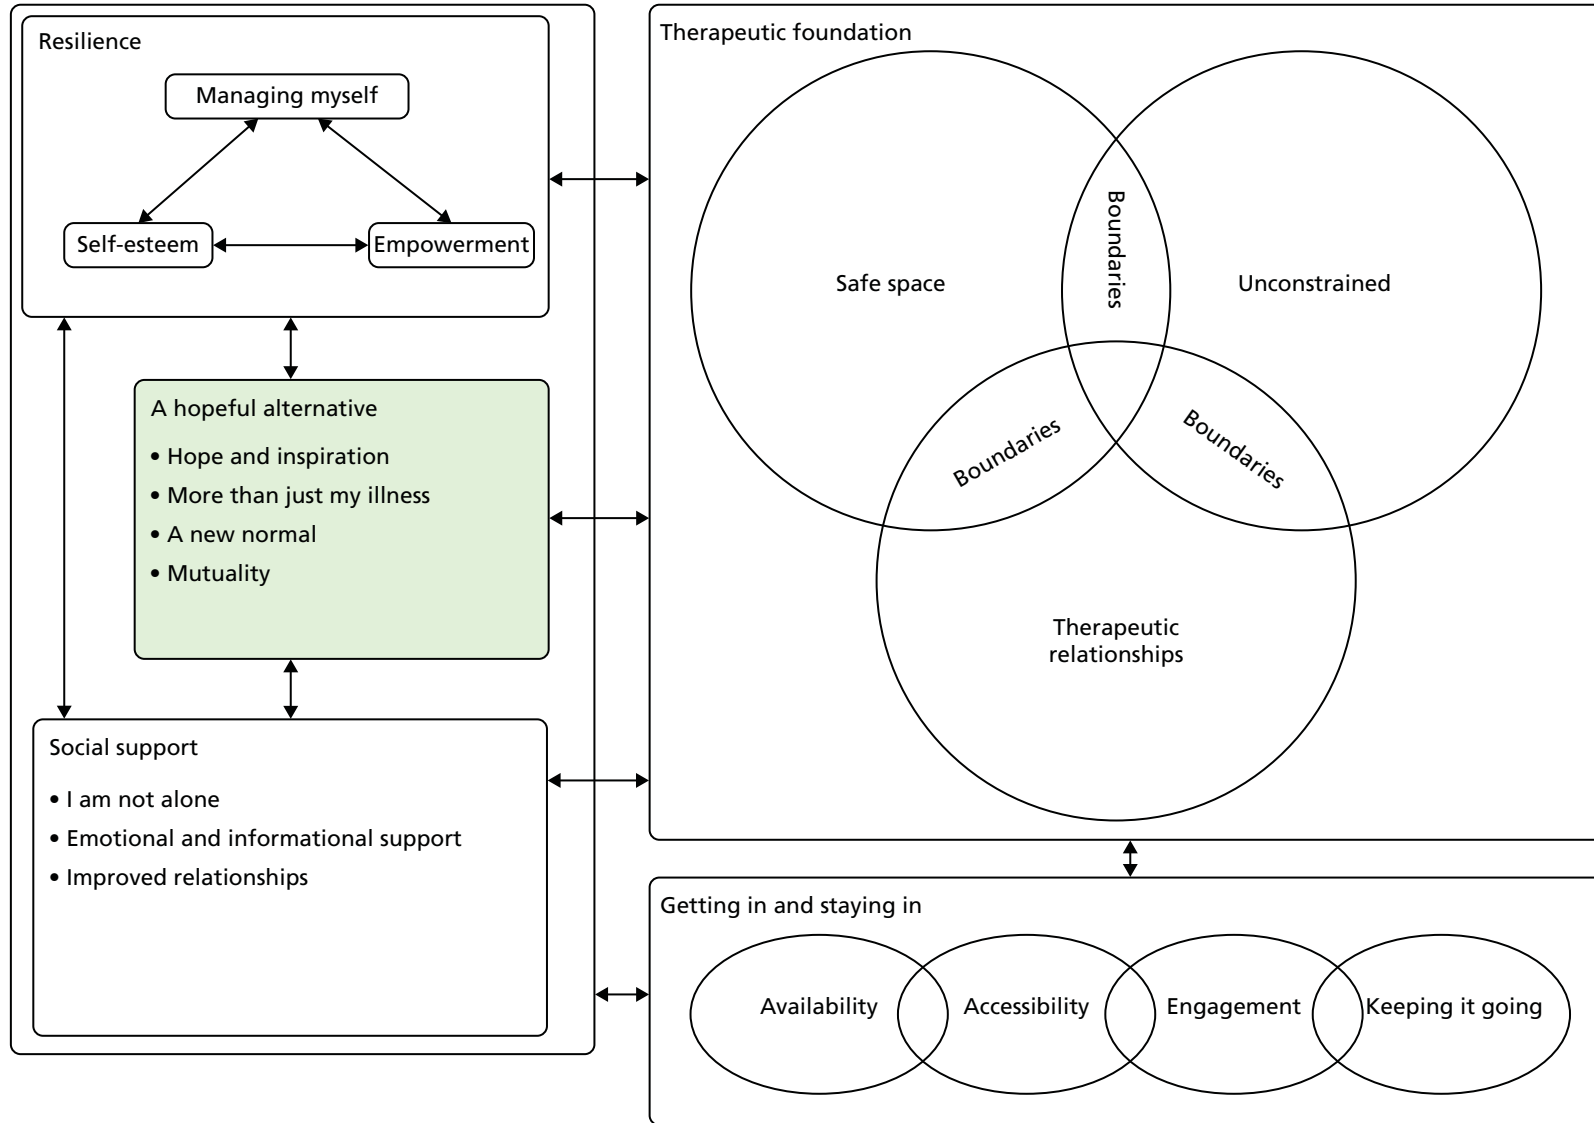 Resilience
Managing myself
Self-esteem
Empowerment
A hopeful alternative
• Hope and inspiration
• More than just my illness
• A new normal
• Mutuality
Social support
• I am not alone
• Emotional and informational support
• Improved relationships
Therapeutic foundation
Safe space
Boundaries
Unconstrained
Boundaries
Boundaries
Therapeutic
relationships
Getting in and staying in
Availability
Accessibility
Engagement
Keeping it going